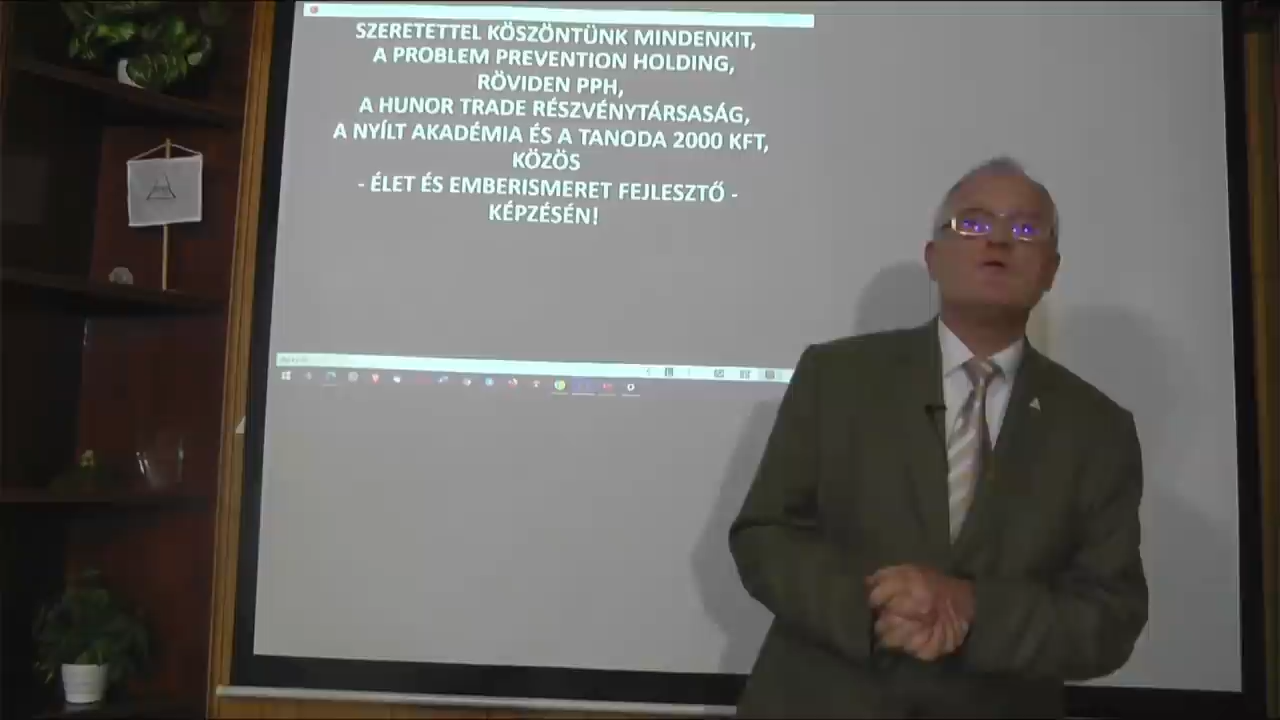 SZERETETTEL KÖSZÖNTÜNK MINDENKIT,
A PROBLEM PREVENTION HOLDING,
RÖVIDEN PPH,
A HUNOR TRADE RÉSZVÉNYTÁRSASÁG,
A NYÍLT AKADÉMIA ÉS A TANODA 2000 KFT,
KÖZÖS
- ÉLET ÉS EMBERISMERET FEJLESZTŐ -
KÉPZÉSÉN!